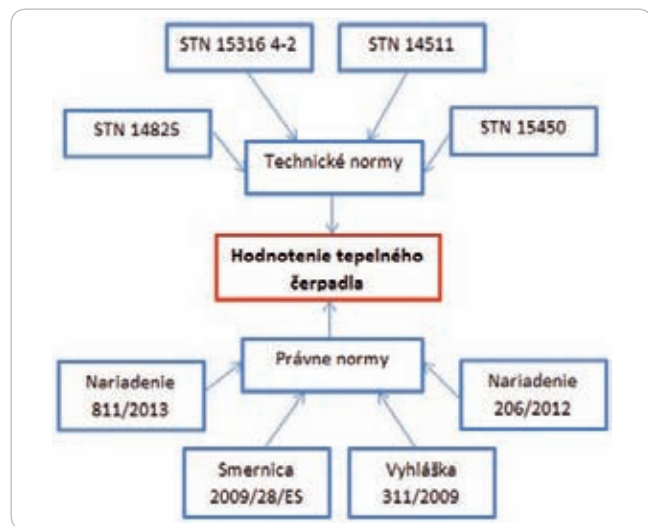 STN 15316 4-2
STN 14511
STN 14825
STN 15450
Technické normy
Hodnotenie tepelného
čerpadla
Právne normy
Nariadenie
811/2013
Nariadenie
206/2012
Smernica
2009/28/ES
Vyhláška
311/2009